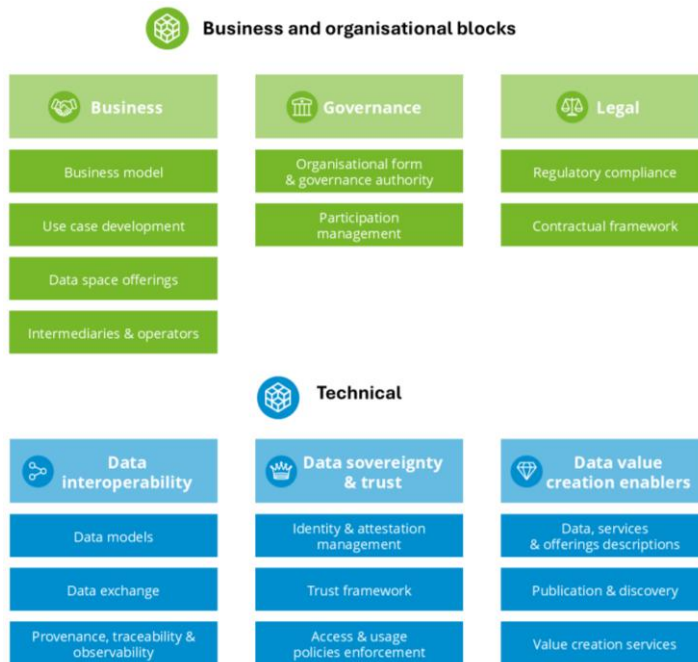 Business and organisational blocks
Business
Governance
Legal
Business model
Organisational form
& governance authority
Regulatory compliance
Use case development
Participation
management
Contractual framework
Data space offerings
Intermediaries & operators
Technical
Data
interoperability
Data sovereignty
& trust
Data value
creation enablers
Data models
Identity & attestation
management
Data, services
& offerings descriptions
Data exchange
Trust framework
Publication & discovery
Provenance, traceability &
observability
Access & usage
policies enforcement
Value creation services